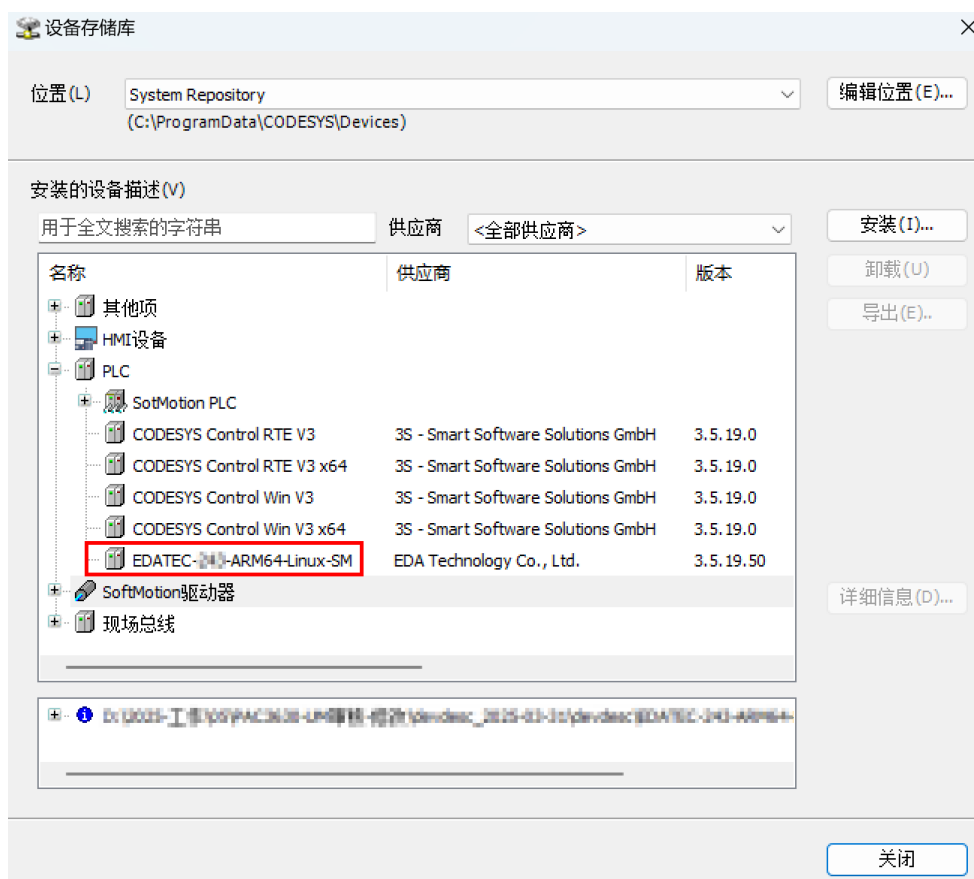 设备存储库
位置(L) System Repository 编辑位置(E)...
(C:\ProgramData\CODESYS\Devices)
安装的设备描述(V)
用于全文搜索的字符串 供应商 <全部供应商> 安装(I)...
名称 供应商 版本 卸载(U)
其他项 导出(E)..
HMI设备
PLC
SotMotion PLC
CODESYS Control RTE V3 3S - Smart Software Solutions GmbH 3.5.19.0
CODESYS Control RTE V3 x64 3S - Smart Software Solutions GmbH 3.5.19.0
CODESYS Control Win V3 3S - Smart Software Solutions GmbH 3.5.19.0
CODESYS Control Win V3 x64 3S - Smart Software Solutions GmbH 3.5.19.0
EDATEC- -ARM64-Linux-SM EDA Technology Co., Ltd. 3.5.19.50
SoftMotion驱动器 详细信息(D)...
现场总线
关闭